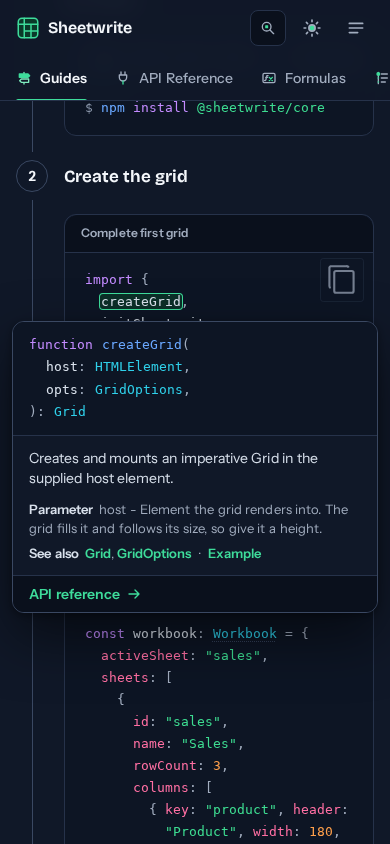 Sheetwrite
Guides
API Reference
Formulas
$ npm install @sheetwrite/core
2
Create the grid
Complete first grid
import {
createGrid,
function createGrid(
host: HTMLElement,
opts: GridOptions,
): Grid
Creates and mounts an imperative Grid in the
supplied host element.
Parameter host - Element the grid renders into. The
grid fills it and follows its size, so give it a height.
See also Grid, GridOptions · Example
API reference →
const workbook: Workbook = {
activeSheet: "sales",
sheets: [
{
id: "sales",
name: "Sales",
rowCount: 3,
columns: [
{ key: "product", header:
"Product", width: 180,